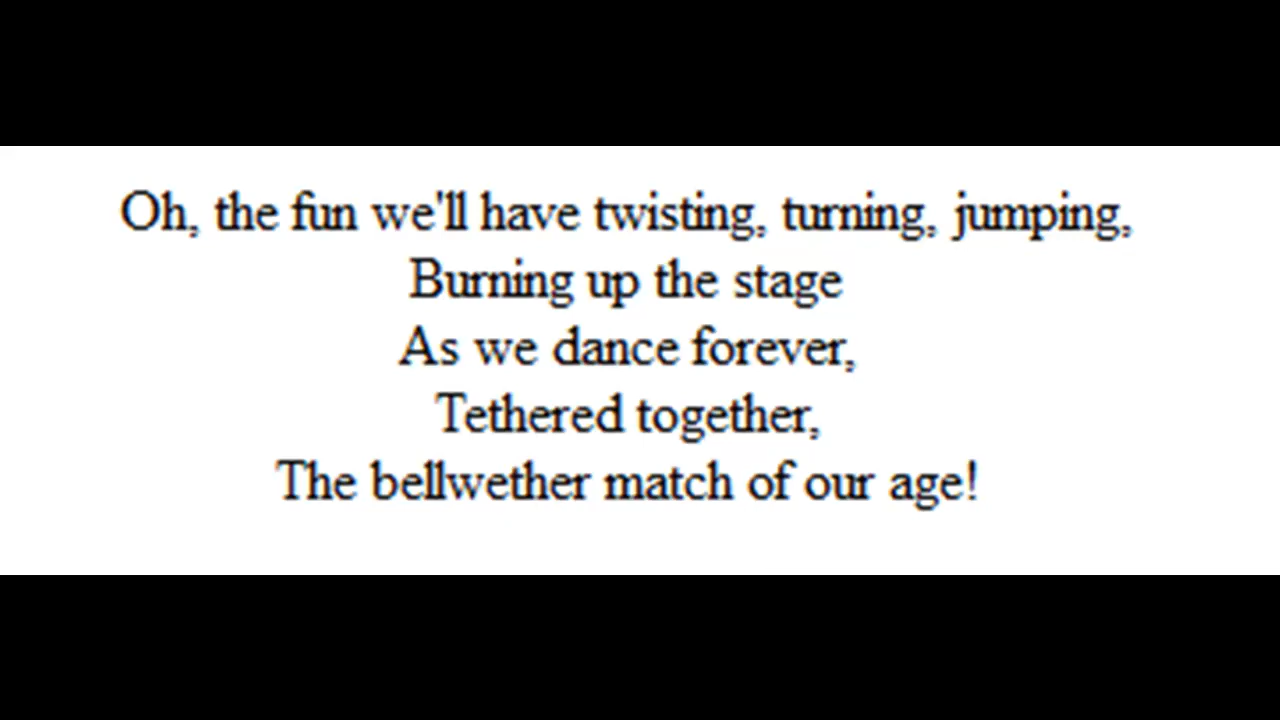 Oh, the fun we'll have twisting, turning, jumping,
Burning up the stage
As we dance forever,
Tethered together,
The bellwether match of our age!